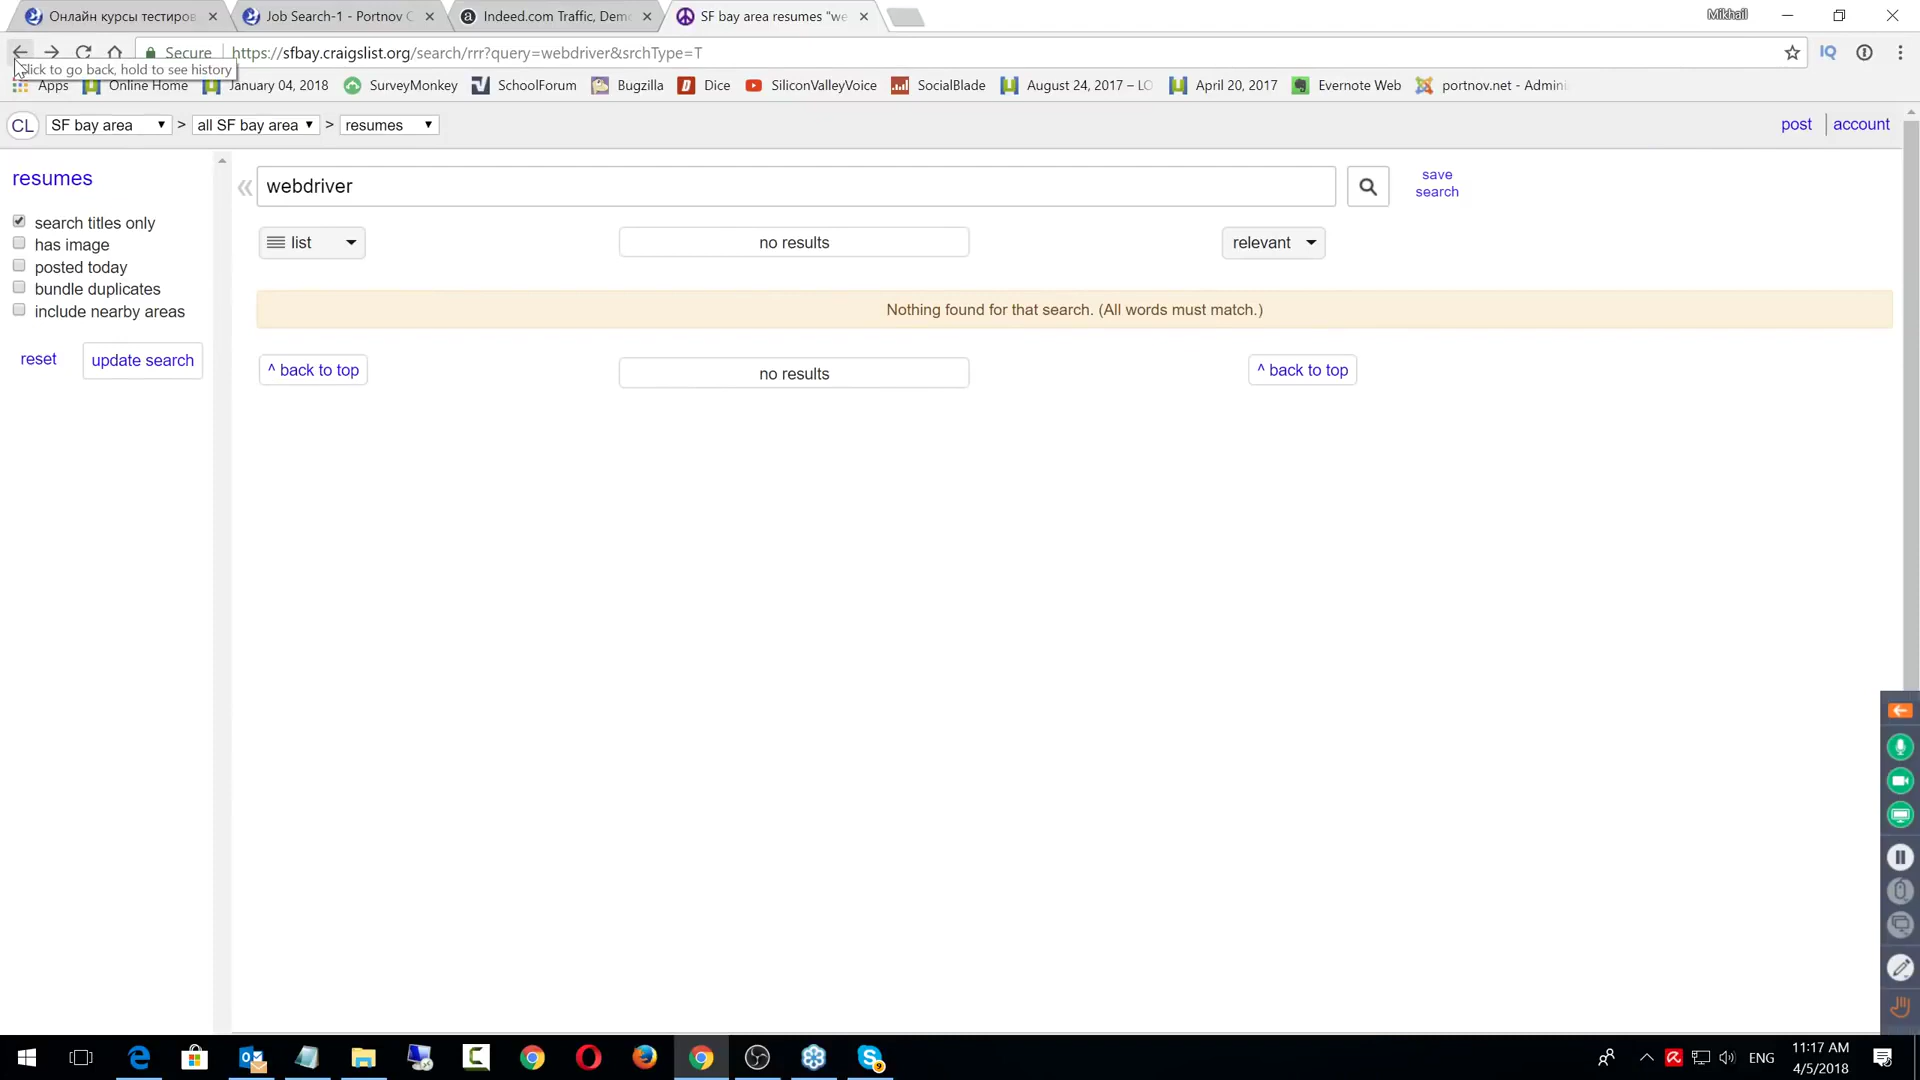 Онлайн курсы тестиров
Job Search-1 - Portnov C
Indeed.com Traffic, Demo
SF bay area resumes "we
Mikhail
Secure
https://sfbay.craigslist.org/search/rrr?query=webdriver&srchType=T
Click to go back, hold to see history
Apps
Online Home
January 04, 2018
SurveyMonkey
SchoolForum
Bugzilla
Dice
SiliconValleyVoice
SocialBlade
August 24, 2017 – LO
April 20, 2017
Evernote Web
portnov.net - Admini
CL
SF bay area
>
all SF bay area
>
resumes
post
account
resumes
search titles only
has image
posted today
bundle duplicates
include nearby areas
reset
update search
webdriver
save
search
list
no results
relevant
Nothing found for that search. (All words must match.)
^ back to top
no results
^ back to top
ENG
11:17 AM
4/5/2018